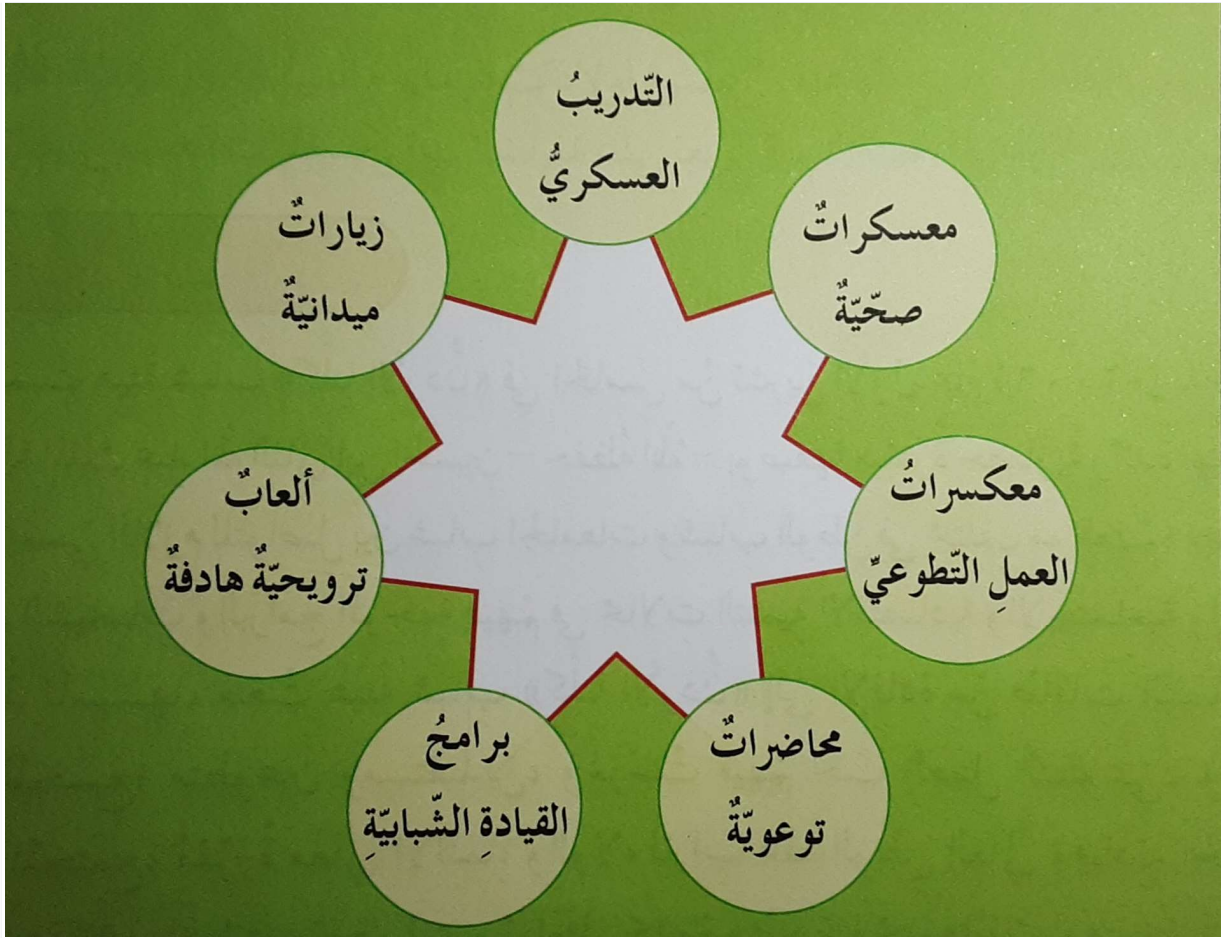 التّدريبُ
العسكريُّ
معسكراتٌ
صحّيّةٌ
معكسراتُ
العملِ التّطوعيِّ
محاضراتٌ
توعويّةٌ
برامجُ
القيادةِ الشّبابيّةِ
ألعابٌ
ترويحيّةٌ هادفةٌ
زياراتٌ
ميدانيّةٌ